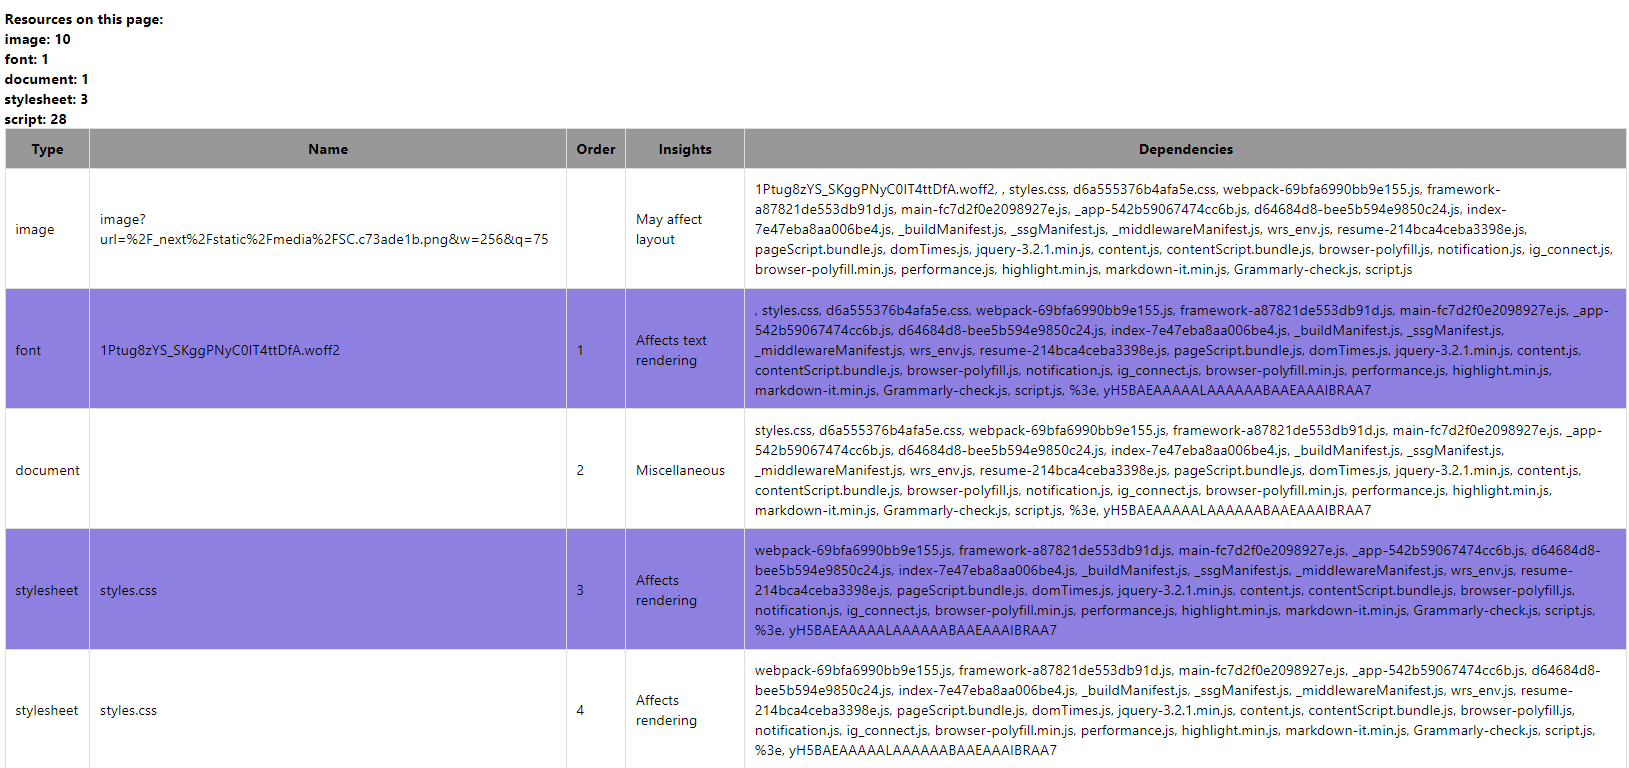 Resources on this page:
image: 10
font: 1
document: 1
stylesheet: 3
script: 28
Type Name Order Insights Dependencies
image
image?
url=%2F_next%2Fstatic%2Fmedia%2FSC.c73ade1b.png&w=256&q=75
May affect
layout
1Ptug8zYS_SKggPNyC0IT4ttDfA.woff2, , styles.css, d6a555376b4afa5e.css, webpack-69bfa6990bb9e155.js, framework-
a87821de553db91d.js, main-fc7d2f0e2098927e.js, _app-542b59067474cc6b.js, d64684d8-bee5b594e9850c24.js, index-
7e47eba8aa006be4.js, _buildManifest.js, _ssgManifest.js, _middlewareManifest.js, wrs_env.js, resume-214bca4ceba3398e.js,
pageScript.bundle.js, domTimes.js, jquery-3.2.1.min.js, content.js, contentScript.bundle.js, browser-polyfill.js, notification.js, ig_connect.js,
browser-polyfill.min.js, performance.js, highlight.min.js, markdown-it.min.js, Grammarly-check.js, script.js
font
1Ptug8zYS_SKggPNyC0IT4ttDfA.woff2
1
Affects text
rendering
, styles.css, d6a555376b4afa5e.css, webpack-69bfa6990bb9e155.js, framework-a87821de553db91d.js, main-fc7d2f0e2098927e.js, _app-
542b59067474cc6b.js, d64684d8-bee5b594e9850c24.js, index-7e47eba8aa006be4.js, _buildManifest.js, _ssgManifest.js,
_middlewareManifest.js, wrs_env.js, resume-214bca4ceba3398e.js, pageScript.bundle.js, domTimes.js, jquery-3.2.1.min.js, content.js,
contentScript.bundle.js, browser-polyfill.js, notification.js, ig_connect.js, browser-polyfill.min.js, performance.js, highlight.min.js,
markdown-it.min.js, Grammarly-check.js, script.js, %3e, yH5BAEAAAAALAAAAAABAAEAAAIBRAA7
document
2
Miscellaneous
styles.css, d6a555376b4afa5e.css, webpack-69bfa6990bb9e155.js, framework-a87821de553db91d.js, main-fc7d2f0e2098927e.js, _app-
542b59067474cc6b.js, d64684d8-bee5b594e9850c24.js, index-7e47eba8aa006be4.js, _buildManifest.js, _ssgManifest.js,
_middlewareManifest.js, wrs_env.js, resume-214bca4ceba3398e.js, pageScript.bundle.js, domTimes.js, jquery-3.2.1.min.js, content.js,
contentScript.bundle.js, browser-polyfill.js, notification.js, ig_connect.js, browser-polyfill.min.js, performance.js, highlight.min.js,
markdown-it.min.js, Grammarly-check.js, script.js, %3e, yH5BAEAAAAALAAAAAABAAEAAAIBRAA7
stylesheet
styles.css
3
Affects
rendering
webpack-69bfa6990bb9e155.js, framework-a87821de553db91d.js, main-fc7d2f0e2098927e.js, _app-542b59067474cc6b.js, d64684d8-
bee5b594e9850c24.js, index-7e47eba8aa006be4.js, _buildManifest.js, _ssgManifest.js, _middlewareManifest.js, wrs_env.js, resume-
214bca4ceba3398e.js, pageScript.bundle.js, domTimes.js, jquery-3.2.1.min.js, content.js, contentScript.bundle.js, browser-polyfill.js,
notification.js, ig_connect.js, browser-polyfill.min.js, performance.js, highlight.min.js, markdown-it.min.js, Grammarly-check.js, script.js,
%3e, yH5BAEAAAAALAAAAAABAAEAAAIBRAA7
stylesheet
styles.css
4
Affects
rendering
webpack-69bfa6990bb9e155.js, framework-a87821de553db91d.js, main-fc7d2f0e2098927e.js, _app-542b59067474cc6b.js, d64684d8-
bee5b594e9850c24.js, index-7e47eba8aa006be4.js, _buildManifest.js, _ssgManifest.js, _middlewareManifest.js, wrs_env.js, resume-
214bca4ceba3398e.js, pageScript.bundle.js, domTimes.js, jquery-3.2.1.min.js, content.js, contentScript.bundle.js, browser-polyfill.js,
notification.js, ig_connect.js, browser-polyfill.min.js, performance.js, highlight.min.js, markdown-it.min.js, Grammarly-check.js, script.js,
%3e, yH5BAEAAAAALAAAAAABAAEAAAIBRAA7